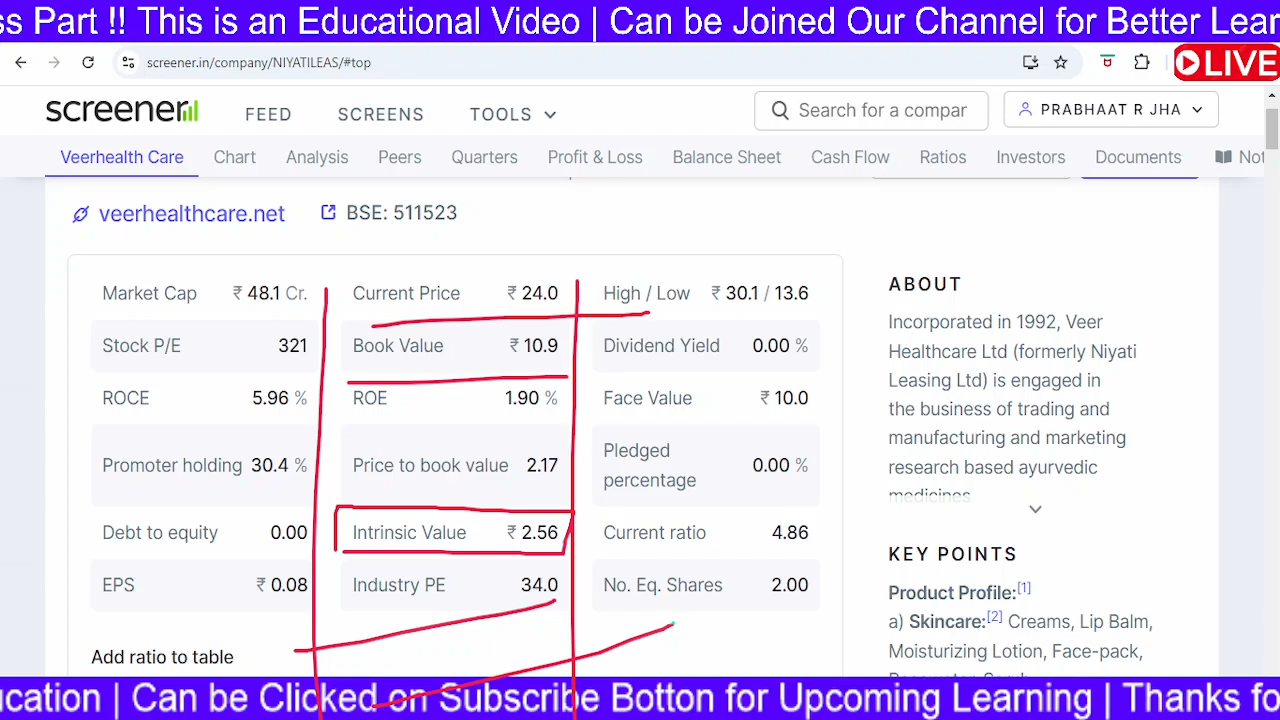 ss Part !! This is an Educational Video | Can be Joined Our Channel for Better Lear
screener.in/company/NIYATILEAS/#top
LIVE
screener FEED SCREENS TOOLS Search for a compar PRABHAAT R JHA
Veerhealth Care Chart Analysis Peers Quarters Profit & Loss Balance Sheet Cash Flow Ratios Investors Documents Not
veerhealthcare.net BSE: 511523
Market Cap ₹ 48.1 Cr. Current Price ₹ 24.0 High / Low ₹ 30.1 / 13.6
Stock P/E 321 Book Value ₹ 10.9 Dividend Yield 0.00 %
ROCE 5.96 % ROE 1.90 % Face Value ₹ 10.0
Promoter holding 30.4 % Price to book value 2.17 Pledged percentage 0.00 %
Debt to equity 0.00 Intrinsic Value ₹ 2.56 Current ratio 4.86
EPS ₹ 0.08 Industry PE 34.0 No. Eq. Shares 2.00
Add ratio to table
ABOUT
Incorporated in 1992, Veer
Healthcare Ltd (formerly Niyati
Leasing Ltd) is engaged in
the business of trading and
manufacturing and marketing
research based ayurvedic
medicines
KEY POINTS
Product Profile:[1]
a) Skincare:[2] Creams, Lip Balm,
Moisturizing Lotion, Face-pack,
ucation | Can be Clicked on Subscribe Botton for Upcoming Learning | Thanks fo